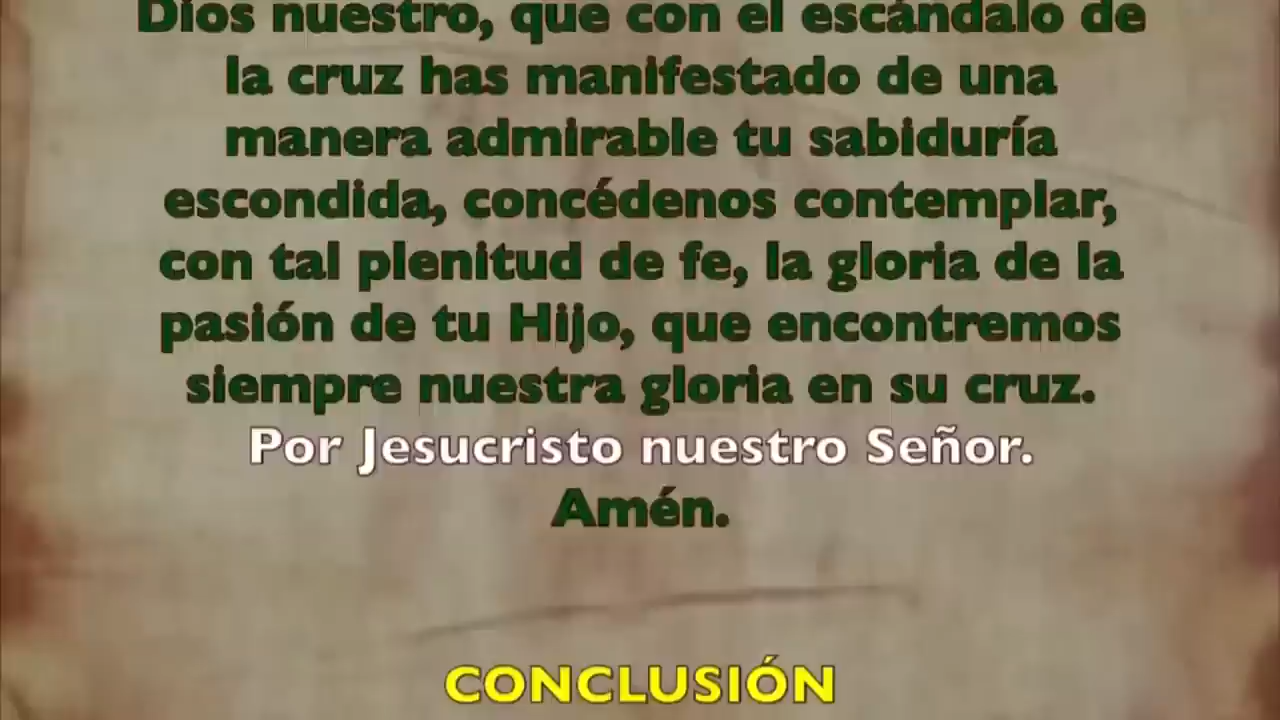 Dios nuestro, que con el escándalo de
la cruz has manifestado de una
manera admirable tu sabiduría
escondida, concédenos contemplar,
con tal plenitud de fe, la gloria de la
pasión de tu Hijo, que encontremos
siempre nuestra gloria en su cruz.
Por Jesucristo nuestro Señor.
Amén.
CONCLUSIÓN